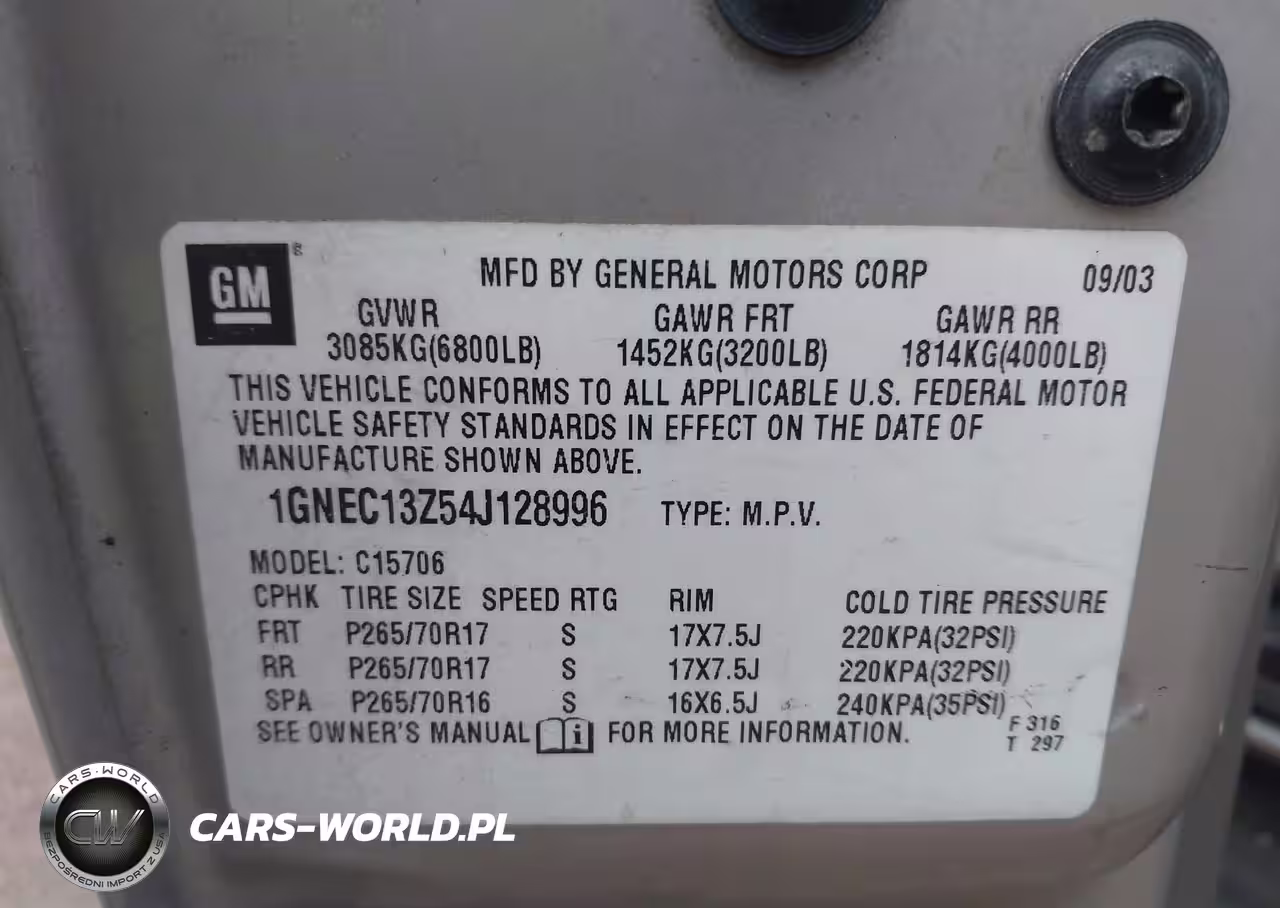 GM ®
MFD BY GENERAL MOTORS CORP 09/03
GVWR GAWR FRT GAWR RR
3085KG(6800LB) 1452KG(3200LB) 1814KG(4000LB)
THIS VEHICLE CONFORMS TO ALL APPLICABLE U.S. FEDERAL MOTOR
VEHICLE SAFETY STANDARDS IN EFFECT ON THE DATE OF
MANUFACTURE SHOWN ABOVE.
1GNEC13Z54J128996 TYPE: M.P.V.
MODEL: C15706
CPHK TIRE SIZE SPEED RTG RIM COLD TIRE PRESSURE
FRT P265/70R17 S 17X7.5J 220KPA(32PSI)
RR P265/70R17 S 17X7.5J 220KPA(32PSI)
SPA P265/70R16 S 16X6.5J 240KPA(35PSI)
SEE OWNER'S MANUAL i FOR MORE INFORMATION.
F 316
T 297
CARS-WORLD
CW
BEZPOŚREDNI IMPORT Z USA
CARS-WORLD.PL